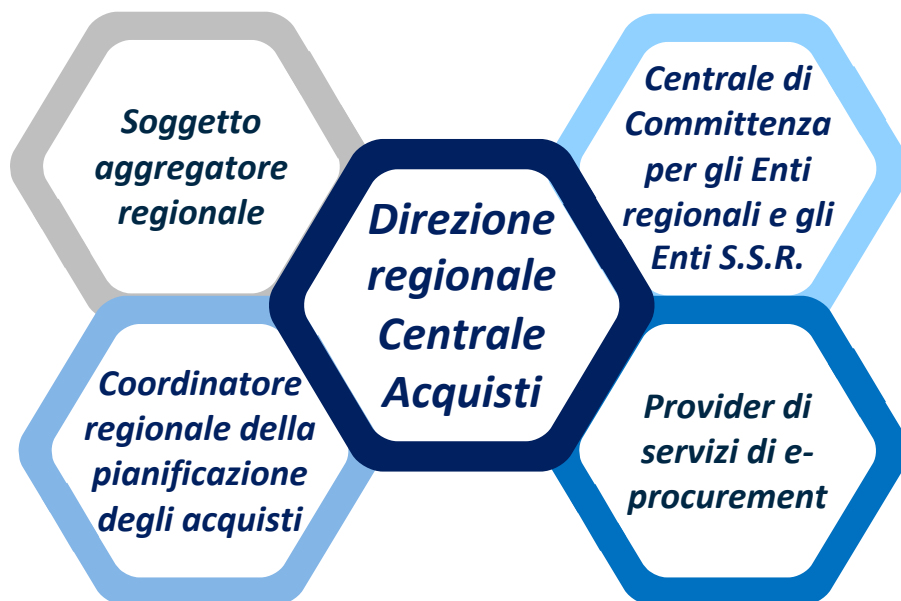 Soggetto
aggregatore
regionale
Centrale di
Committenza
per gli Enti
regionali e gli
Enti S.S.R.
Direzione
regionale
Centrale
Acquisti
Coordinatore
regionale della
pianificazione
degli acquisti
Provider di
servizi di e-
procurement